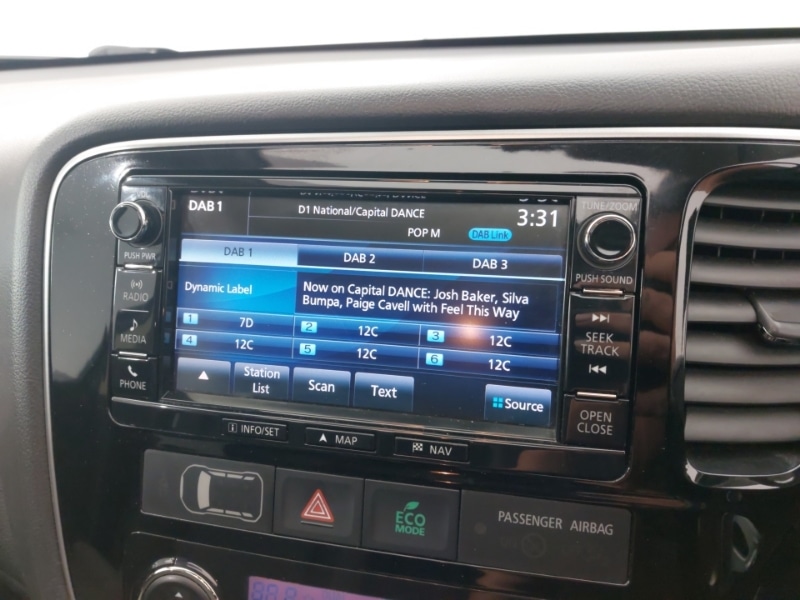 VOL
PUSH PWR
RADIO
MEDIA
PHONE
DAB 1
D1 National/Capital DANCE
3:31
POP M
DAB Link
DAB 1
DAB 2
DAB 3
Dynamic Label
Now on Capital DANCE: Josh Baker, Silva
Bumpa, Paige Cavell with Feel This Way
1 7D
2 12C
3 12C
4 12C
5 12C
6 12C
Station
List
Scan
Text
Source
TUNE/ZOOM
PUSH SOUND
SEEK
TRACK
OPEN
CLOSE
i INFO/SET
MAP
NAV
ECO
MODE
PASSENGER AIRBAG